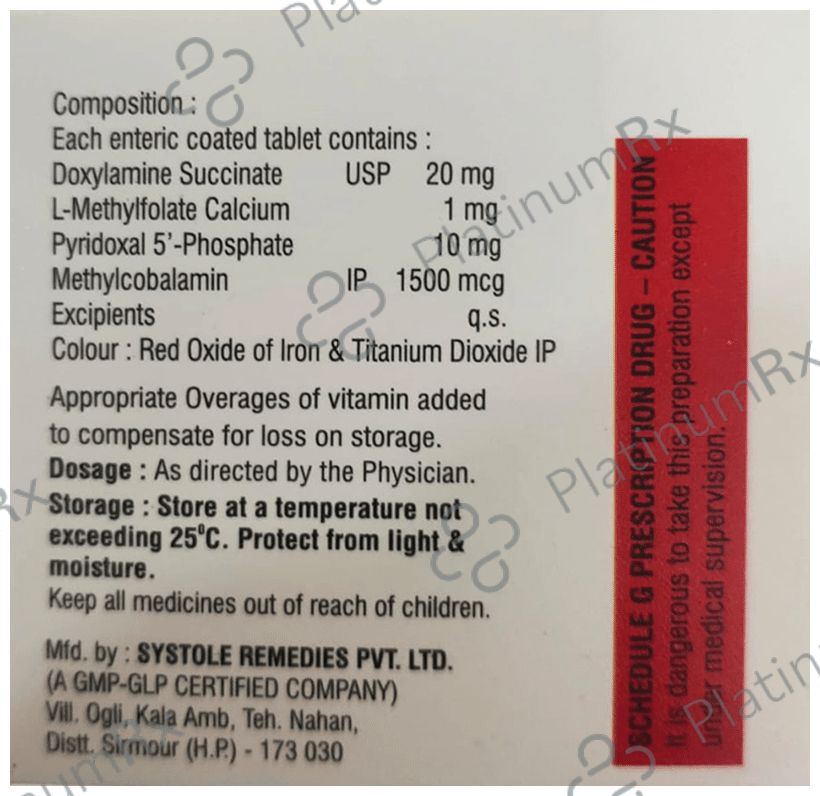 Composition :
Each enteric coated tablet contains :
Doxylamine Succinate USP 20 mg
L-Methylfolate Calcium 1 mg
Pyridoxal 5'-Phosphate 10 mg
Methylcobalamin IP 1500 mcg
Excipients q.s.
Colour : Red Oxide of Iron & Titanium Dioxide IP
Appropriate Overages of vitamin added
to compensate for loss on storage.
Dosage : As directed by the Physician.
Storage : Store at a temperature not
exceeding 25⁰C. Protect from light &
moisture.
Keep all medicines out of reach of children.
Mfd. by : SYSTOLE REMEDIES PVT. LTD.
(A GMP-GLP CERTIFIED COMPANY)
Vill. Ogli, Kala Amb, Teh. Nahan,
Distt. Sirmour (H.P.) - 173 030
SCHEDULE G PRESCRIPTION DRUG – CAUTION
It is dangerous to take this preparation except
under medical supervision.
PlatinumRx
PlatinumRx